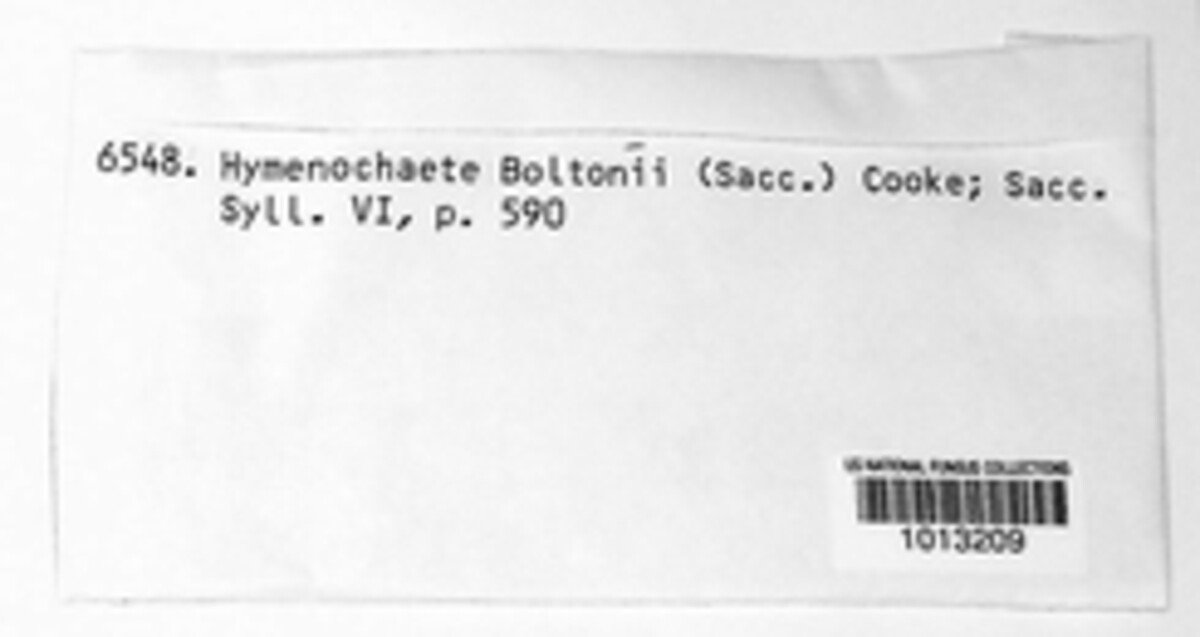 6548. Hymenochaete Boltonii (Sacc.) Cooke; Sacc.
Syll. VI, p. 590
US NATIONAL FUNGUS COLLECTIONS
1013209